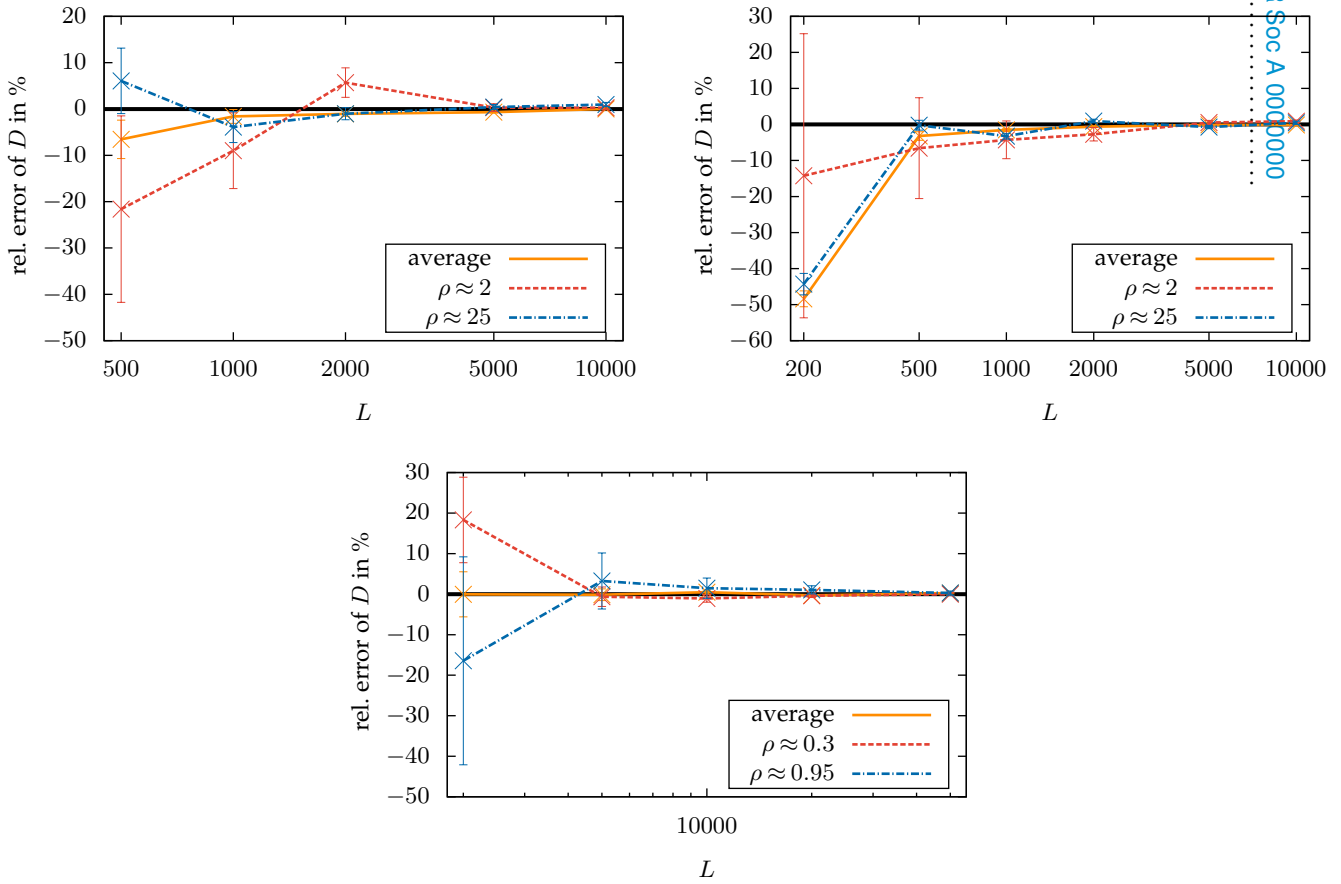 20
10
0
−10
−20
−30
−40
−50
rel. error of D in %
500 1000 2000 5000 10000
L
average
ρ ≈ 2
ρ ≈ 25
30
20
10
0
−10
−20
−30
−40
−50
−60
rel. error of D in %
200 500 1000 2000 5000 10000
L
average
ρ ≈ 2
ρ ≈ 25
Soc A 0000000
30
20
10
0
−10
−20
−30
−40
−50
rel. error of D in %
10000
L
average
ρ ≈ 0.3
ρ ≈ 0.95